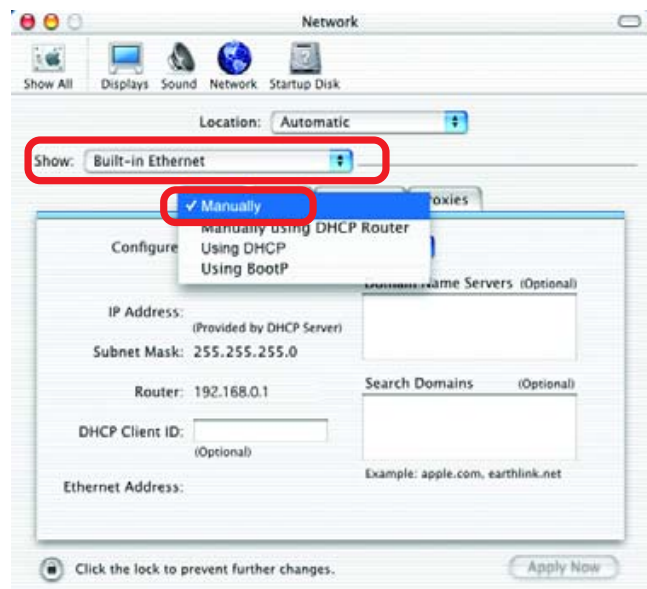 Network
Show All Displays Sound Network Startup Disk
Location: Automatic
Show: Built-in Ethernet
✓ Manually
Manually using DHCP Router
Using DHCP
Using BootP
oxies
Configure
Domain Name Servers (Optional)
IP Address:
(Provided by DHCP Server)
Subnet Mask: 255.255.255.0
Router: 192.168.0.1
Search Domains (Optional)
DHCP Client ID:
(Optional)
Example: apple.com, earthlink.net
Ethernet Address:
Click the lock to prevent further changes.
Apply Now